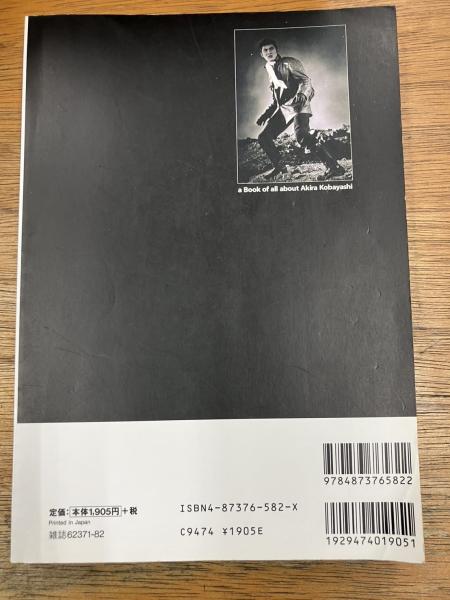 a Book of all about Akira Kobayashi
9784873765822
定価：本体1,905円+税
Printed in Japan
雑誌62371-82
ISBN4-87376-582-X
C9474 ¥1905E
1929474019051